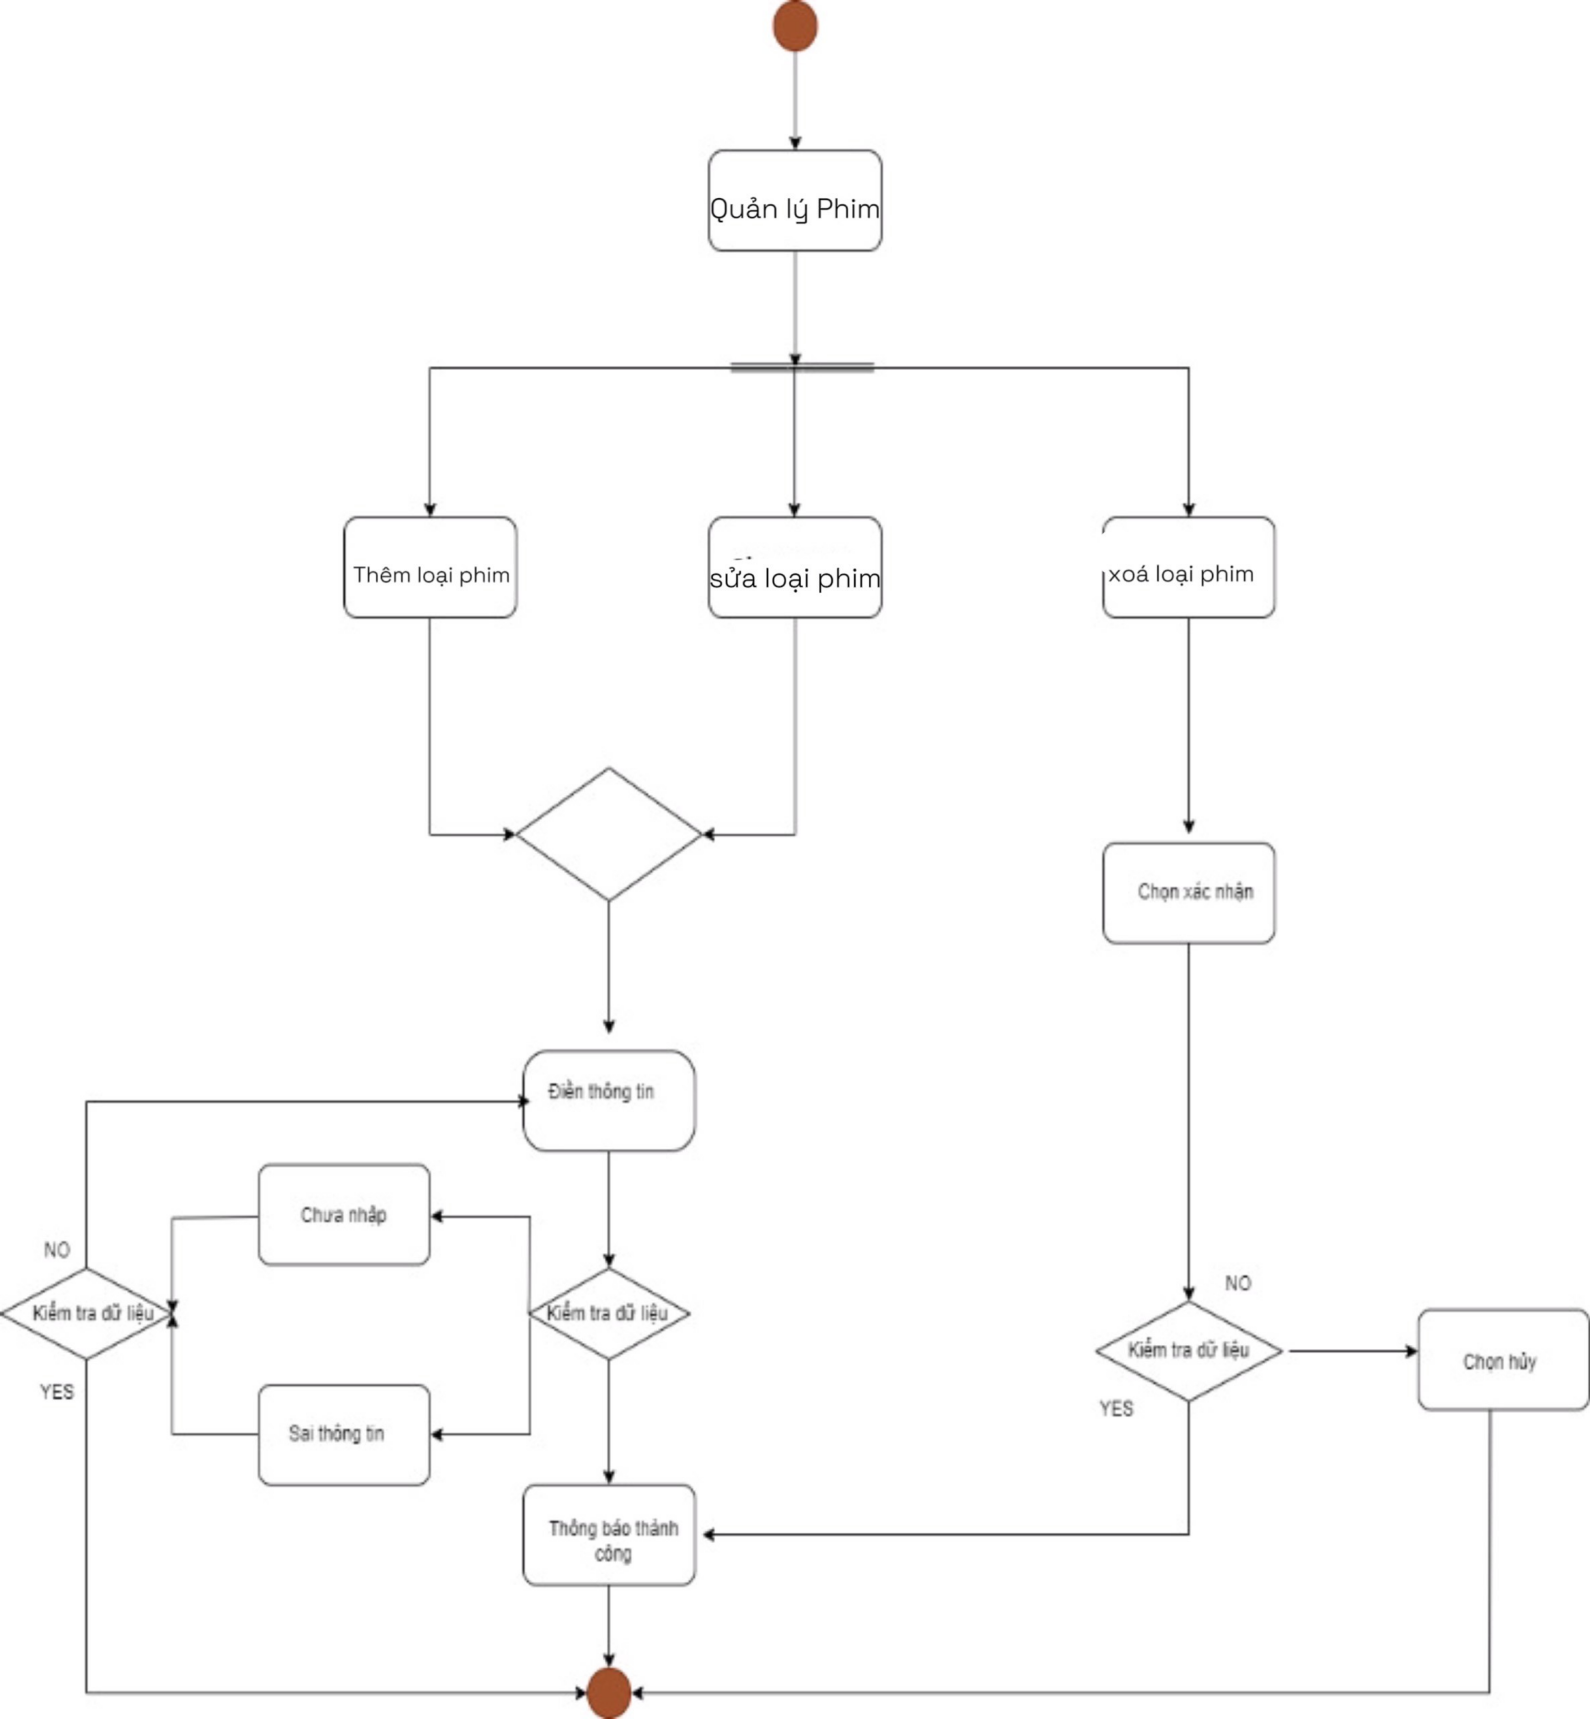 Quản lý Phim
Thêm loại phim
sửa loại phim
xoá loại phim
Chọn xác nhận
Điền thông tin
Chưa nhập
NO
Kiểm tra dữ liệu
Kiểm tra dữ liệu
NO
Kiểm tra dữ liệu
Chọn hủy
YES
YES
Sai thông tin
Thông báo thành
công